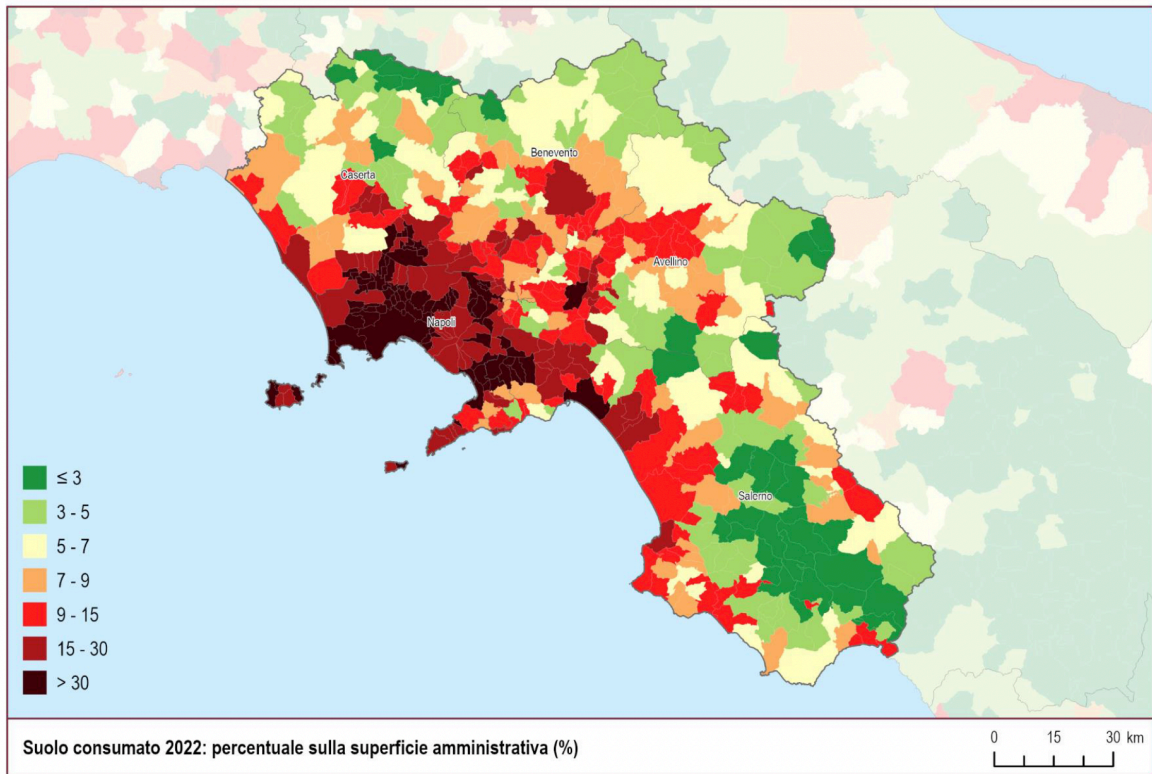 Benevento
Caserta
Avellino
Napoli
Salerno
≤ 3
3 - 5
5 - 7
7 - 9
9 - 15
15 - 30
> 30
Suolo consumato 2022: percentuale sulla superficie amministrativa (%)
0 15 30 km